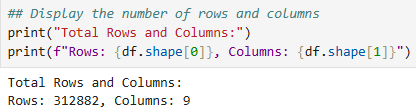 ## Display the number of rows and columns
print("Total Rows and Columns:")
print(f"Rows: {df.shape[0]}, Columns: {df.shape[1]}")
Total Rows and Columns:
Rows: 312882, Columns: 9